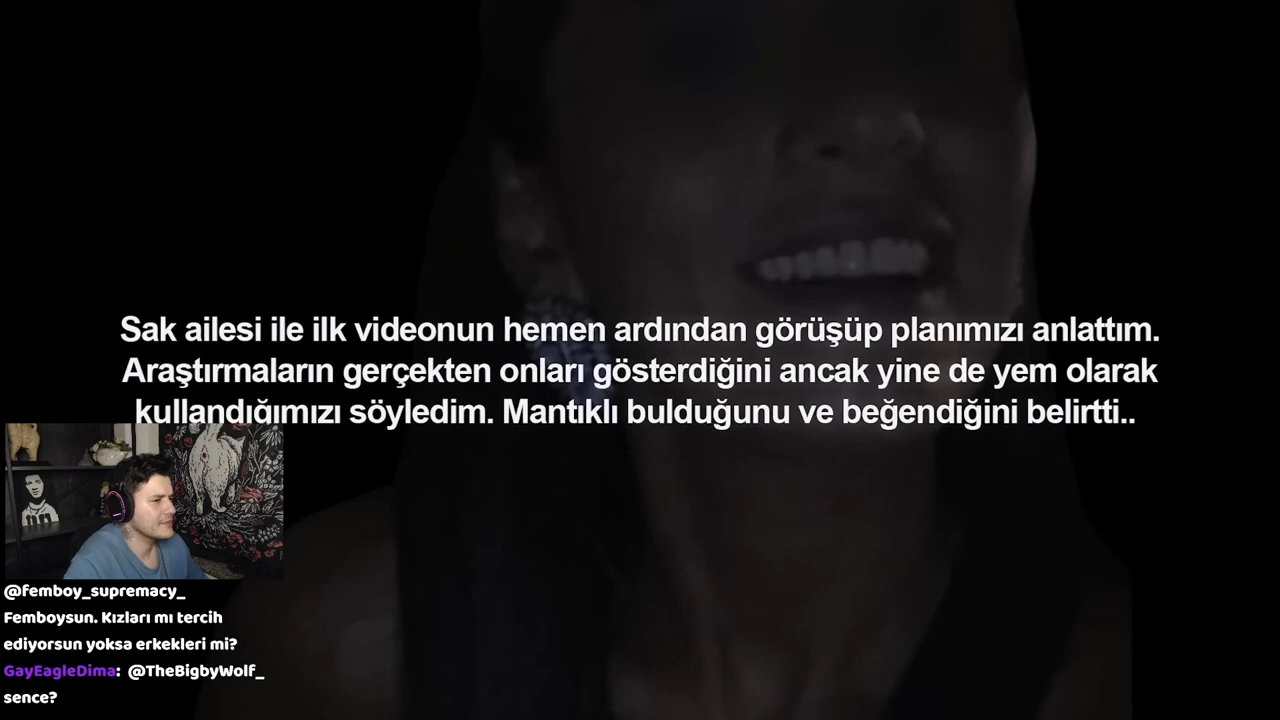 Sak ailesi ile ilk videonun hemen ardından görüşüp planımızı anlattım.
Araştırmaların gerçekten onları gösterdiğini ancak yine de yem olarak
kullandığımızı söyledim. Mantıklı bulduğunu ve beğendiğini belirtti..
@femboy_supremacy_
Femboysun. Kızları mı tercih
ediyorsun yoksa erkekleri mi?
GayEagleDima: @TheBigbyWolf_
sence?